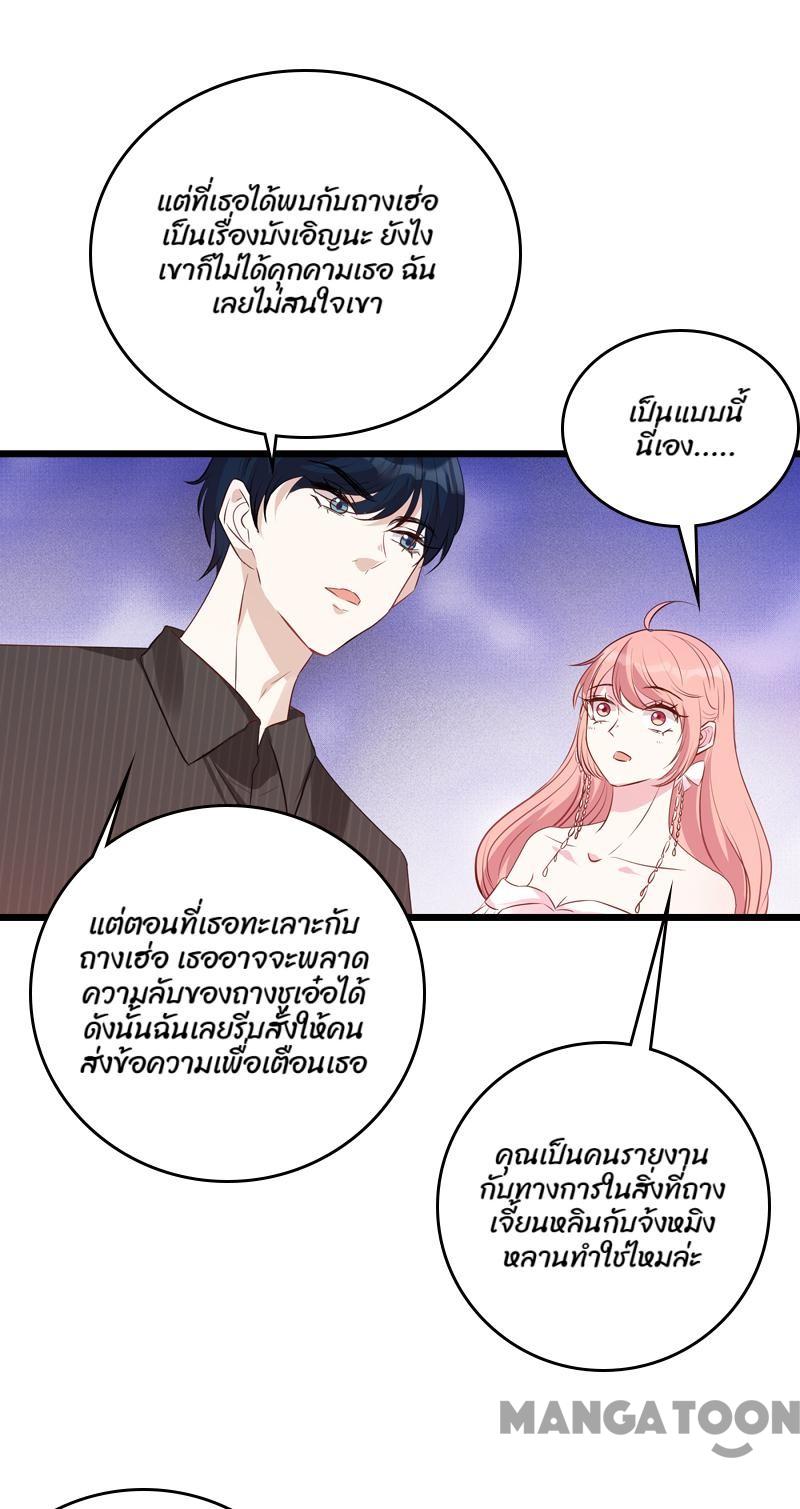 แต่ที่เธอได้พบกับถางเฮ่อ
เป็นเรื่องบังเอิญนะ ยังไง
เขาก็ไม่ได้คุกคามเธอ ฉัน
เลยไม่สนใจเขา
เป็นแบบนี้
นี่เอง.....
แต่ตอนที่เธอทะเลาะกับ
ถางเฮ่อ เธออาจจะพลาด
ความลับของถางชูเอ๋อได้
ดังนั้นฉันเลยรีบสั่งให้คน
ส่งข้อความเพื่อเตือนเธอ
คุณเป็นคนรายงาน
กับทางการในสิ่งที่ถาง
เจี้ยนหลินกับจ้งหมิง
หลานทำใช่ไหมล่ะ
MANGATOON